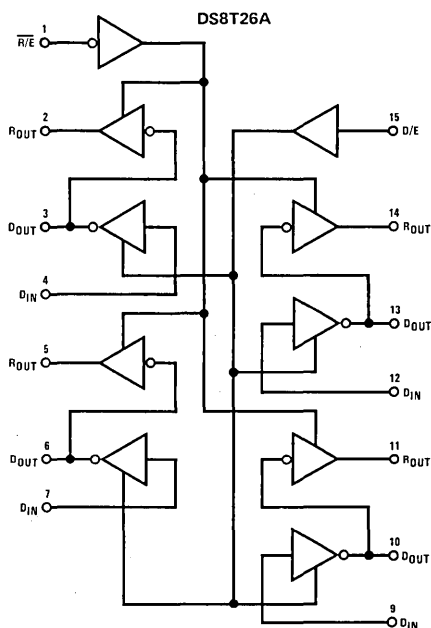 DS8T26A
R/E 1
2
ROUT
15
D/E
3
DOUT
14
ROUT
4
DIN
13
DOUT
5
ROUT
12
DIN
6
DOUT
11
ROUT
7
DIN
10
DOUT
9
DIN